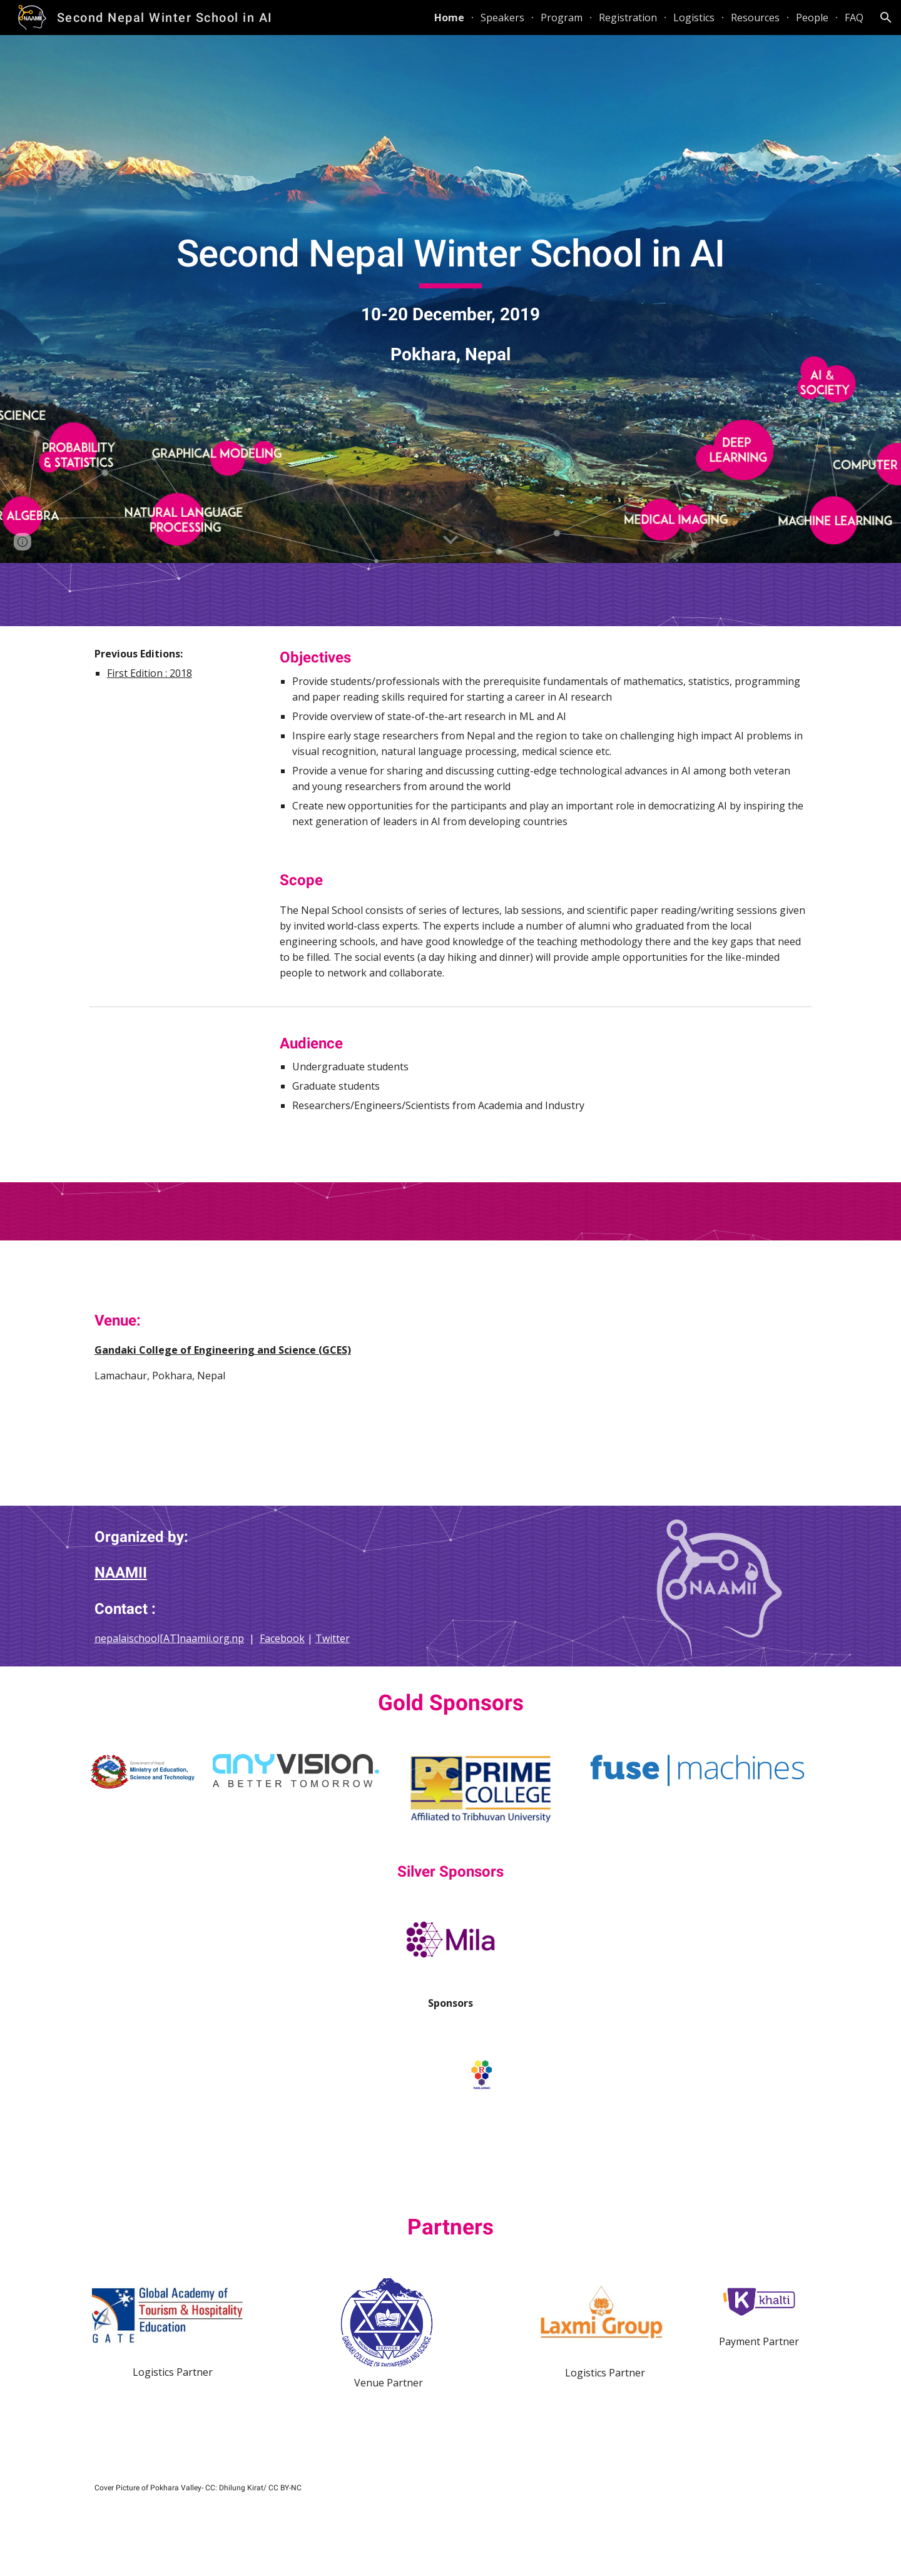 NAAMII
Second Nepal Winter School in AI
Home · Speakers · Program · Registration · Logistics · Resources · People · FAQ
Second Nepal Winter School in AI
10-20 December, 2019
Pokhara, Nepal
AI &
SOCIETY
SCIENCE
PROBABILITY
& STATISTICS
GRAPHICAL MODELING
DEEP
LEARNING
COMPUTER
R ALGEBRA
NATURAL LANGUAGE
PROCESSING
MEDICAL IMAGING
MACHINE LEARNING
Previous Editions:
First Edition : 2018
Objectives
Provide students/professionals with the prerequisite fundamentals of mathematics, statistics, programming
and paper reading skills required for starting a career in AI research
Provide overview of state-of-the-art research in ML and AI
Inspire early stage researchers from Nepal and the region to take on challenging high impact AI problems in
visual recognition, natural language processing, medical science etc.
Provide a venue for sharing and discussing cutting-edge technological advances in AI among both veteran
and young researchers from around the world
Create new opportunities for the participants and play an important role in democratizing AI by inspiring the
next generation of leaders in AI from developing countries
Scope
The Nepal School consists of series of lectures, lab sessions, and scientific paper reading/writing sessions given
by invited world-class experts. The experts include a number of alumni who graduated from the local
engineering schools, and have good knowledge of the teaching methodology there and the key gaps that need
to be filled. The social events (a day hiking and dinner) will provide ample opportunities for the like-minded
people to network and collaborate.
Audience
Undergraduate students
Graduate students
Researchers/Engineers/Scientists from Academia and Industry
Venue:
Gandaki College of Engineering and Science (GCES)
Lamachaur, Pokhara, Nepal
Organized by:
NAAMII
Contact :
nepalaischool[AT]naamii.org.np | Facebook | Twitter
NAAMII
Gold Sponsors
Government of Nepal
Ministry of Education,
Science and Technology
anyvision.
A BETTER TOMORROW
PC PRIME
COLLEGE
Affiliated to Tribhuvan University
fuse|machines
Silver Sponsors
Mila
Sponsors
R
Partners
GATE
Global Academy of
Tourism & Hospitality
Education
Logistics Partner
GANDAKI COLLEGE OF ENGINEERING AND SCIENCE
Venue Partner
Laxmi Group
Logistics Partner
K khalti
Payment Partner
Cover Picture of Pokhara Valley- CC: Dhilung Kirat/ CC BY-NC